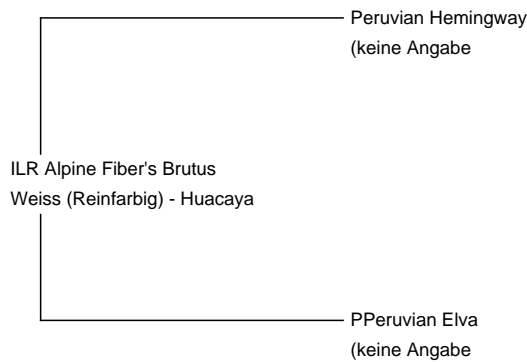 Peruvian Hemingway
(keine Angabe
ILR Alpine Fiber's Brutus
Weiss (Reinfarbig) - Huacaya
PPeruvian Elva
(keine Angabe